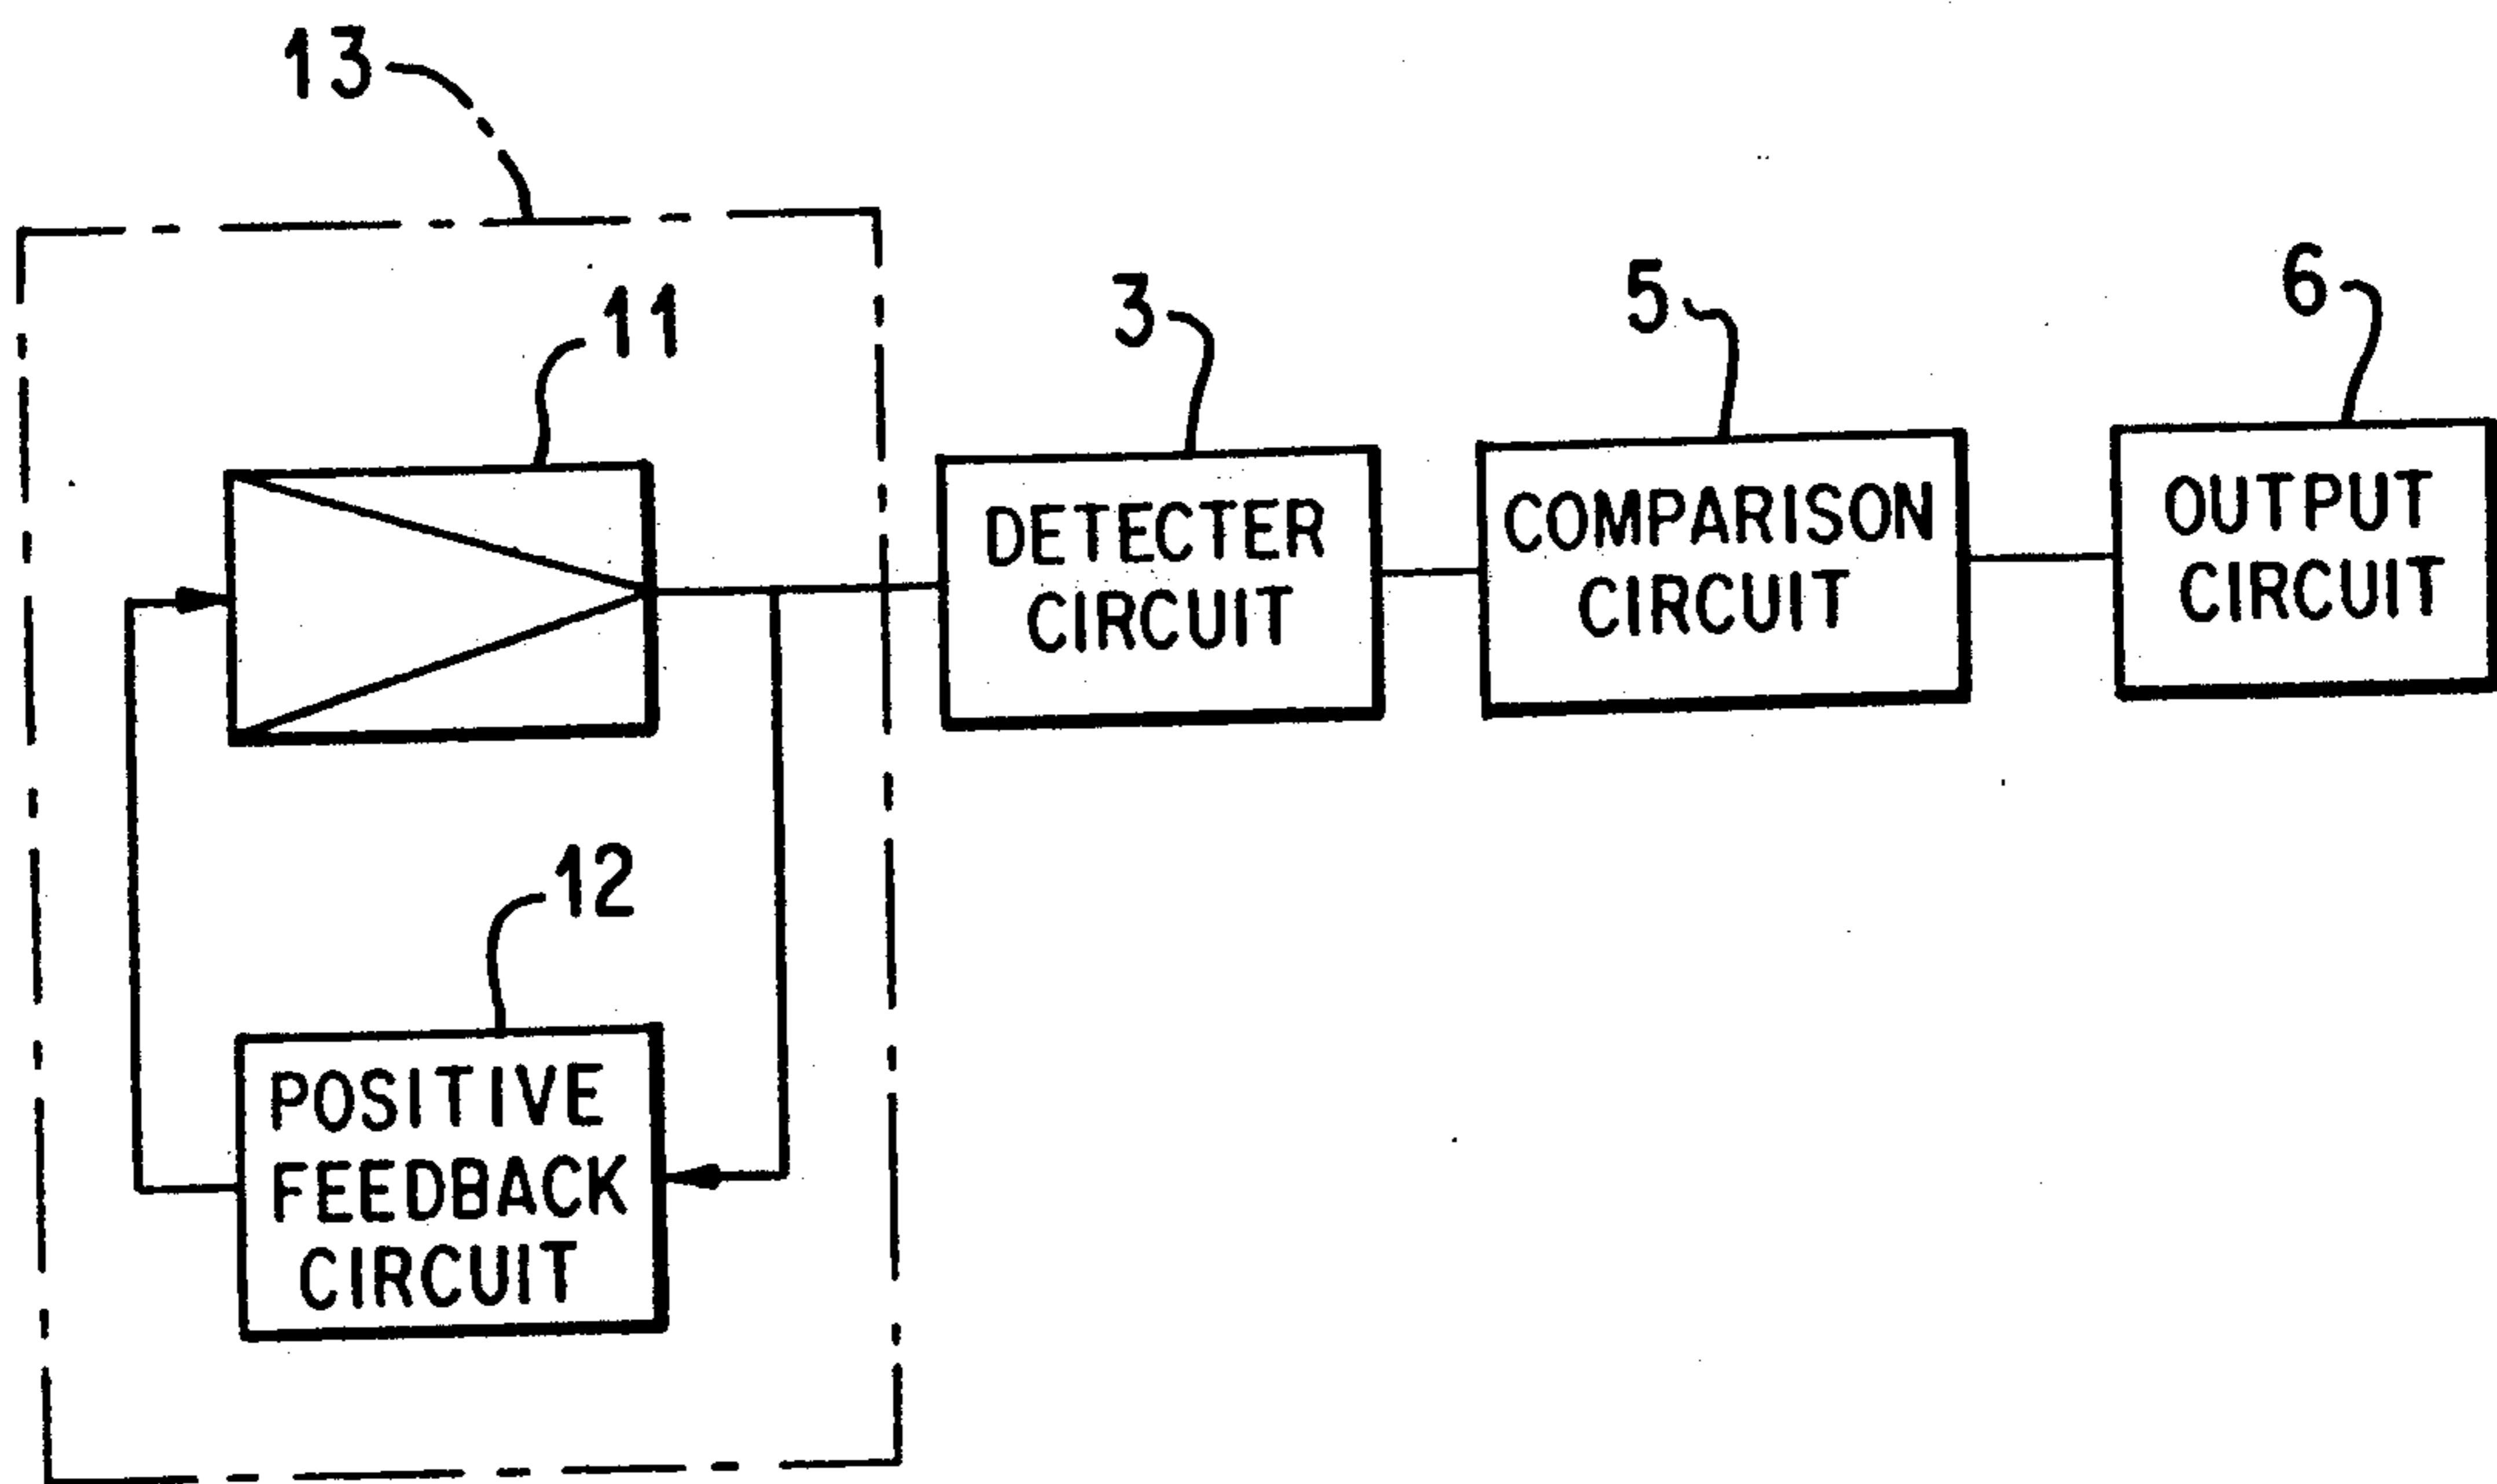 13
11
3
5
6
DETECTER
CIRCUIT
COMPARISON
CIRCUIT
OUTPUT
CIRCUIT
12
POSITIVE
FEEDBACK
CIRCUIT